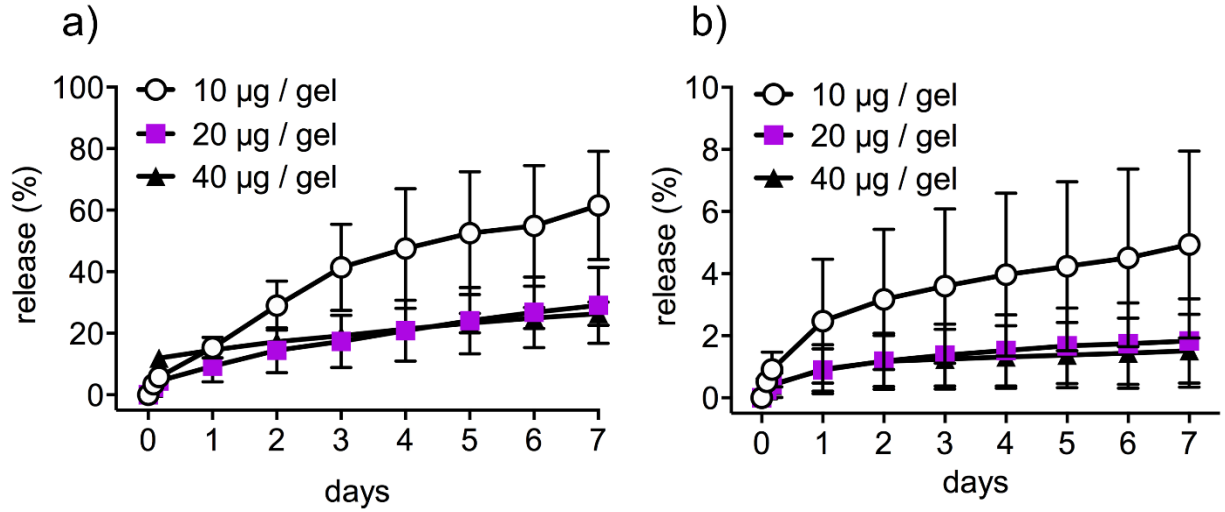 a)
100
80
60
40
20
0
release (%)
10 µg / gel
20 µg / gel
40 µg / gel
0 1 2 3 4 5 6 7
days
b)
10
8
6
4
2
0
release (%)
10 µg / gel
20 µg / gel
40 µg / gel
0 1 2 3 4 5 6 7
days